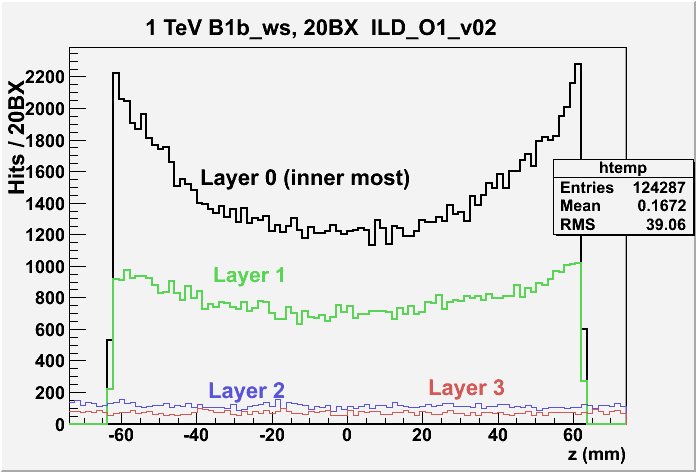 1 TeV B1b_ws, 20BX  ILD_O1_v02
Hits / 20BX
2200
2000
1800
1600
1400
1200
1000
800
600
400
200
0
Layer 0 (inner most)
Layer 1
Layer 2
Layer 3
htemp
Entries 124287
Mean 0.1672
RMS 39.06
-60 -40 -20 0 20 40 60
z (mm)